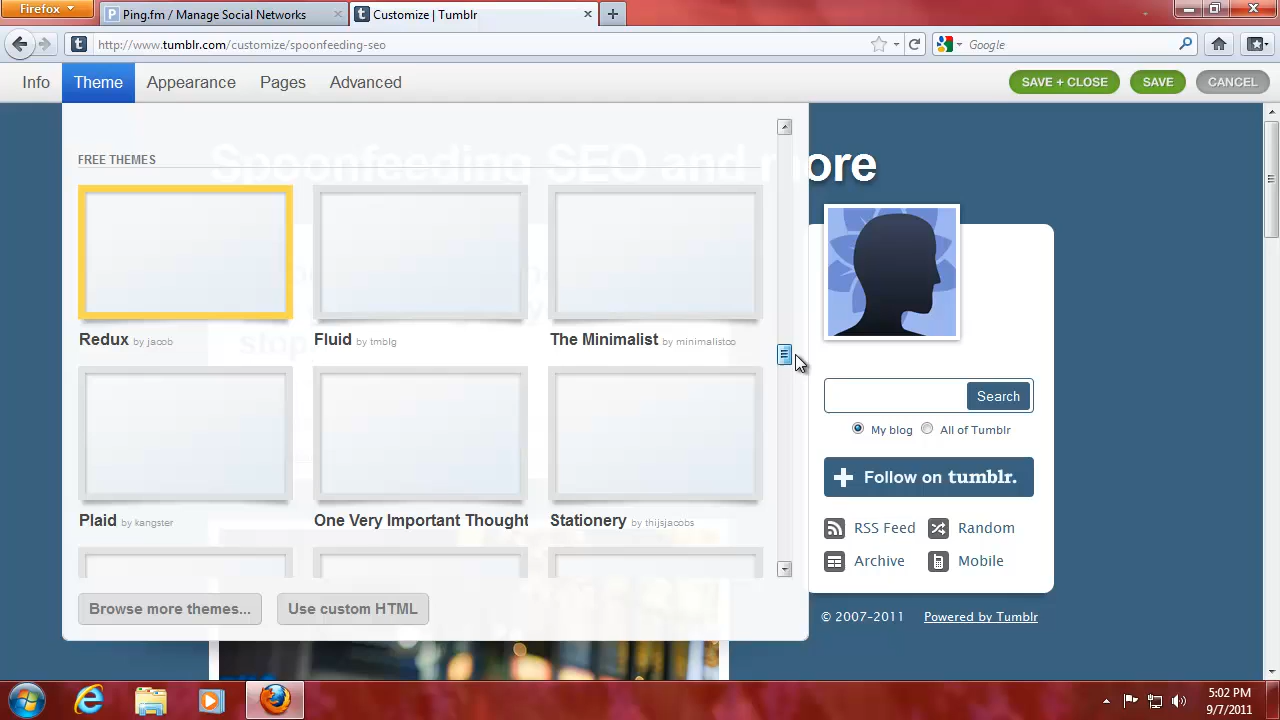 Firefox
Ping.fm / Manage Social Networks
Customize | Tumblr
http://www.tumblr.com/customize/spoonfeeding-seo
Google
Info
Theme
Appearance
Pages
Advanced
SAVE + CLOSE
SAVE
CANCEL
Spoonfeeding SEO and more
FREE THEMES
Redux by jacob
Fluid by tmblg
The Minimalist by minimalistco
Plaid by kangster
One Very Important Thought
Stationery by thijsjacobs
Browse more themes...
Use custom HTML
Search
My blog
All of Tumblr
Follow on tumblr.
RSS Feed
Random
Archive
Mobile
© 2007-2011
Powered by Tumblr
5:02 PM
9/7/2011